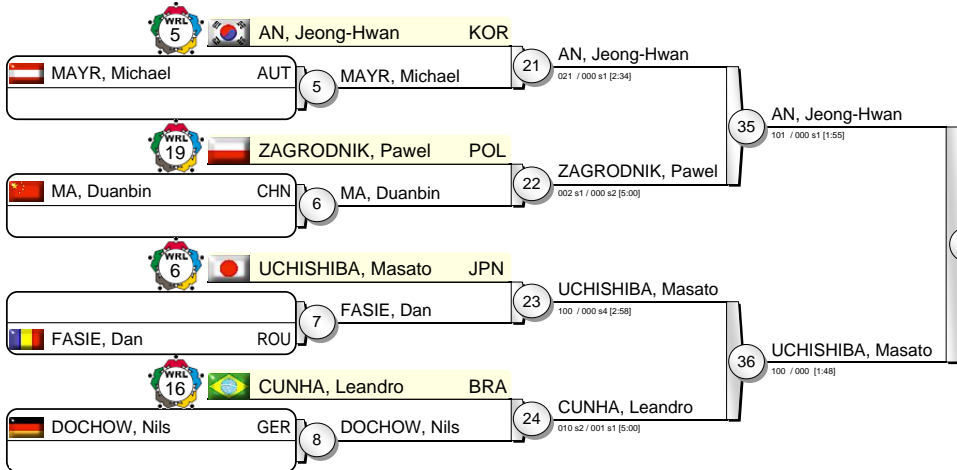 WRL
5
AN, Jeong-Hwan KOR
MAYR, Michael AUT
5
MAYR, Michael
21
AN, Jeong-Hwan
021 / 000 s1 [2:34]
WRL
19
ZAGRODNIK, Pawel POL
MA, Duanbin CHN
6
MA, Duanbin
22
ZAGRODNIK, Pawel
002 s1 / 000 s2 [5:00]
35
AN, Jeong-Hwan
101 / 000 s1 [1:55]
WRL
6
UCHISHIBA, Masato JPN
FASIE, Dan ROU
7
FASIE, Dan
23
UCHISHIBA, Masato
100 / 000 s4 [2:58]
WRL
16
CUNHA, Leandro BRA
DOCHOW, Nils GER
8
DOCHOW, Nils
24
CUNHA, Leandro
010 s2 / 001 s1 [5:00]
36
UCHISHIBA, Masato
100 / 000 [1:48]